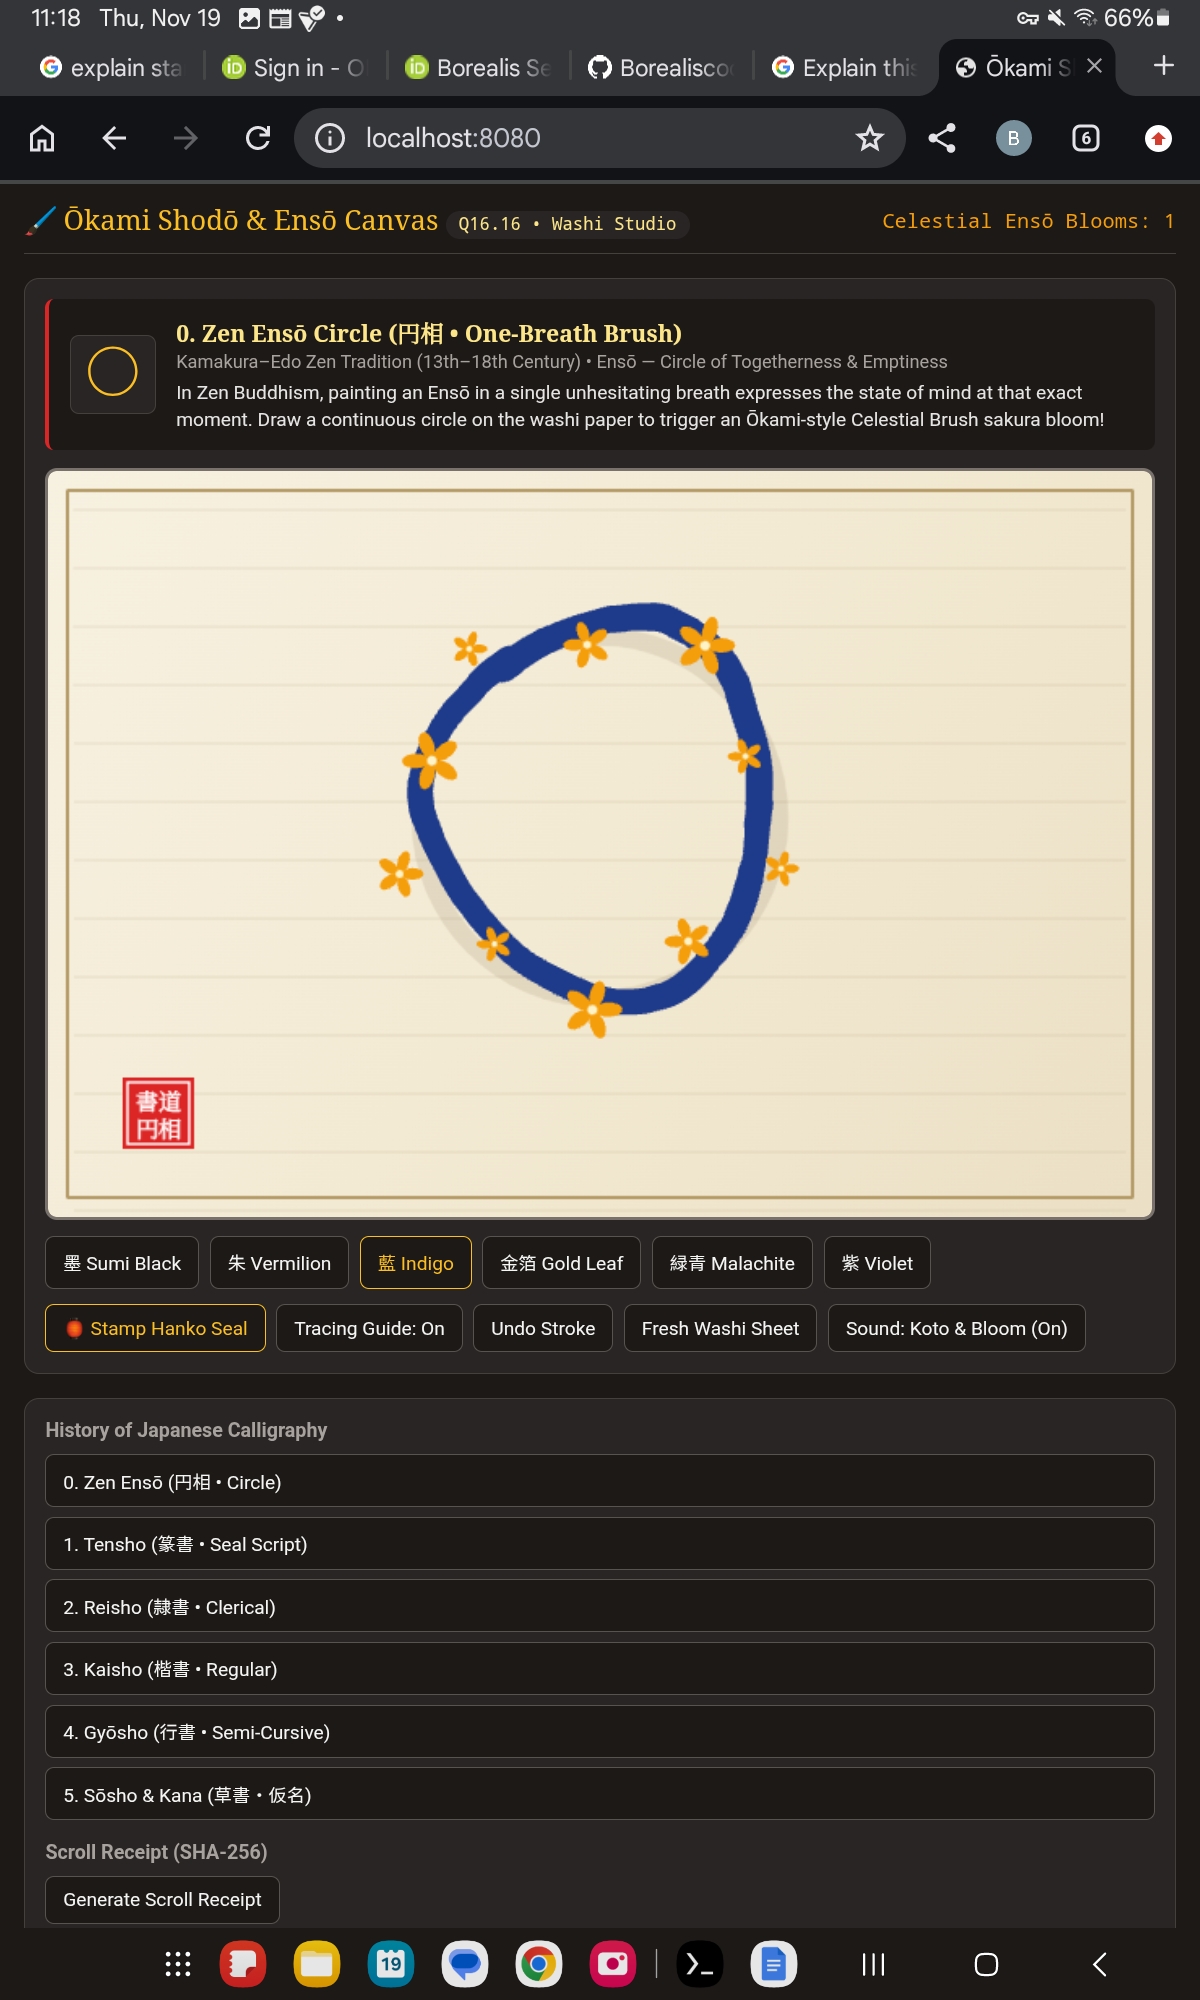 11:18 Thu, Nov 19
66%
explain sta
Sign in - O
Borealis Se
Borealisco
Explain this
Ōkami S
localhost:8080
B
6
Ōkami Shodō & Ensō Canvas
Q16.16 • Washi Studio
Celestial Ensō Blooms: 1
0. Zen Ensō Circle (円相 • One-Breath Brush)
Kamakura–Edo Zen Tradition (13th–18th Century) • Ensō — Circle of Togetherness & Emptiness
In Zen Buddhism, painting an Ensō in a single unhesitating breath expresses the state of mind at that exact
moment. Draw a continuous circle on the washi paper to trigger an Ōkami-style Celestial Brush sakura bloom!
書道
円相
墨 Sumi Black
朱 Vermilion
藍 Indigo
金箔 Gold Leaf
緑青 Malachite
紫 Violet
Stamp Hanko Seal
Tracing Guide: On
Undo Stroke
Fresh Washi Sheet
Sound: Koto & Bloom (On)
History of Japanese Calligraphy
0. Zen Ensō (円相 • Circle)
1. Tensho (篆書 • Seal Script)
2. Reisho (隷書 • Clerical)
3. Kaisho (楷書 • Regular)
4. Gyōsho (行書 • Semi-Cursive)
5. Sōsho & Kana (草書・仮名)
Scroll Receipt (SHA-256)
Generate Scroll Receipt
19